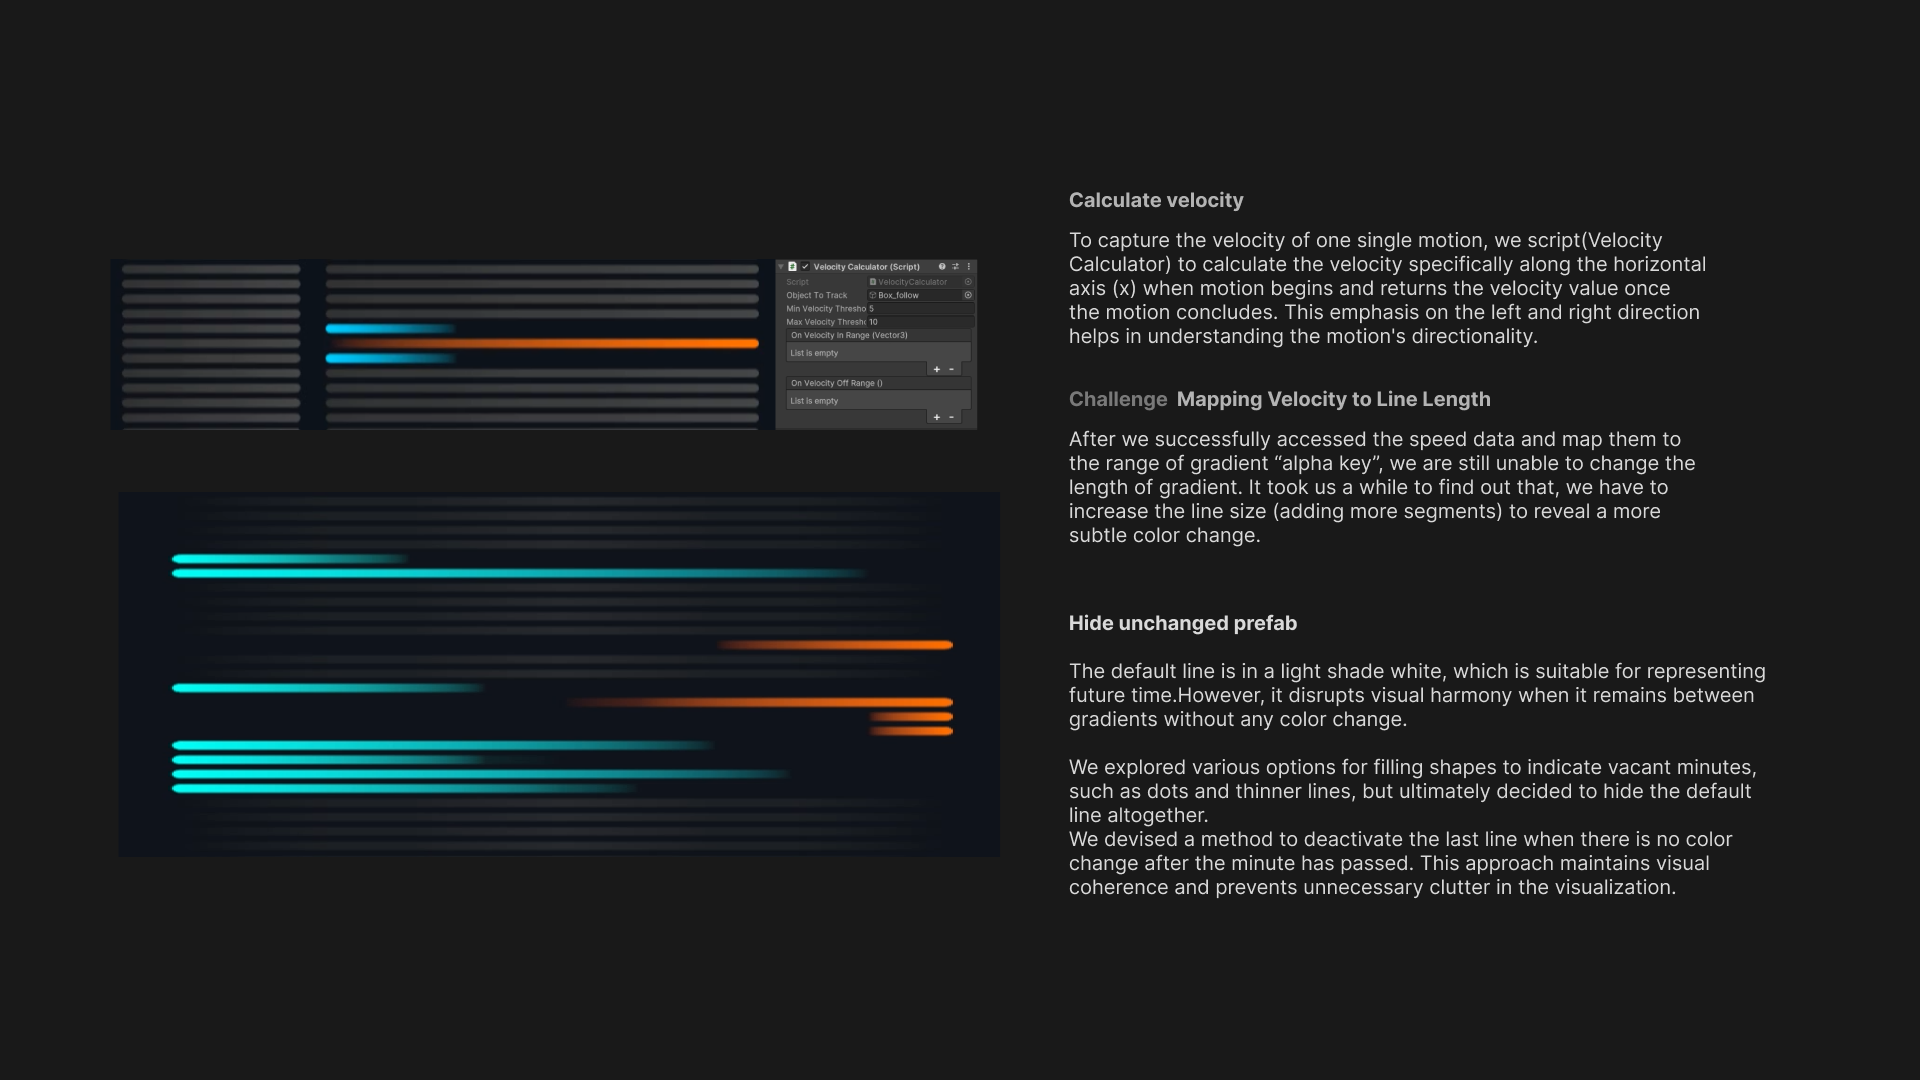 Velocity Calculator (Script)
Script VelocityCalculator
Object To Track Box_follow
Min Velocity Thresho 5
Max Velocity Thresh 10
On Velocity In Range (Vector3)
List is empty
+ -
On Velocity Off Range ()
List is empty
+ -
Calculate velocity
To capture the velocity of one single motion, we script(Velocity
Calculator) to calculate the velocity specifically along the horizontal
axis (x) when motion begins and returns the velocity value once
the motion concludes. This emphasis on the left and right direction
helps in understanding the motion's directionality.
Challenge Mapping Velocity to Line Length
After we successfully accessed the speed data and map them to
the range of gradient “alpha key”, we are still unable to change the
length of gradient. It took us a while to find out that, we have to
increase the line size (adding more segments) to reveal a more
subtle color change.
Hide unchanged prefab
The default line is in a light shade white, which is suitable for representing
future time.However, it disrupts visual harmony when it remains between
gradients without any color change.
We explored various options for filling shapes to indicate vacant minutes,
such as dots and thinner lines, but ultimately decided to hide the default
line altogether.
We devised a method to deactivate the last line when there is no color
change after the minute has passed. This approach maintains visual
coherence and prevents unnecessary clutter in the visualization.